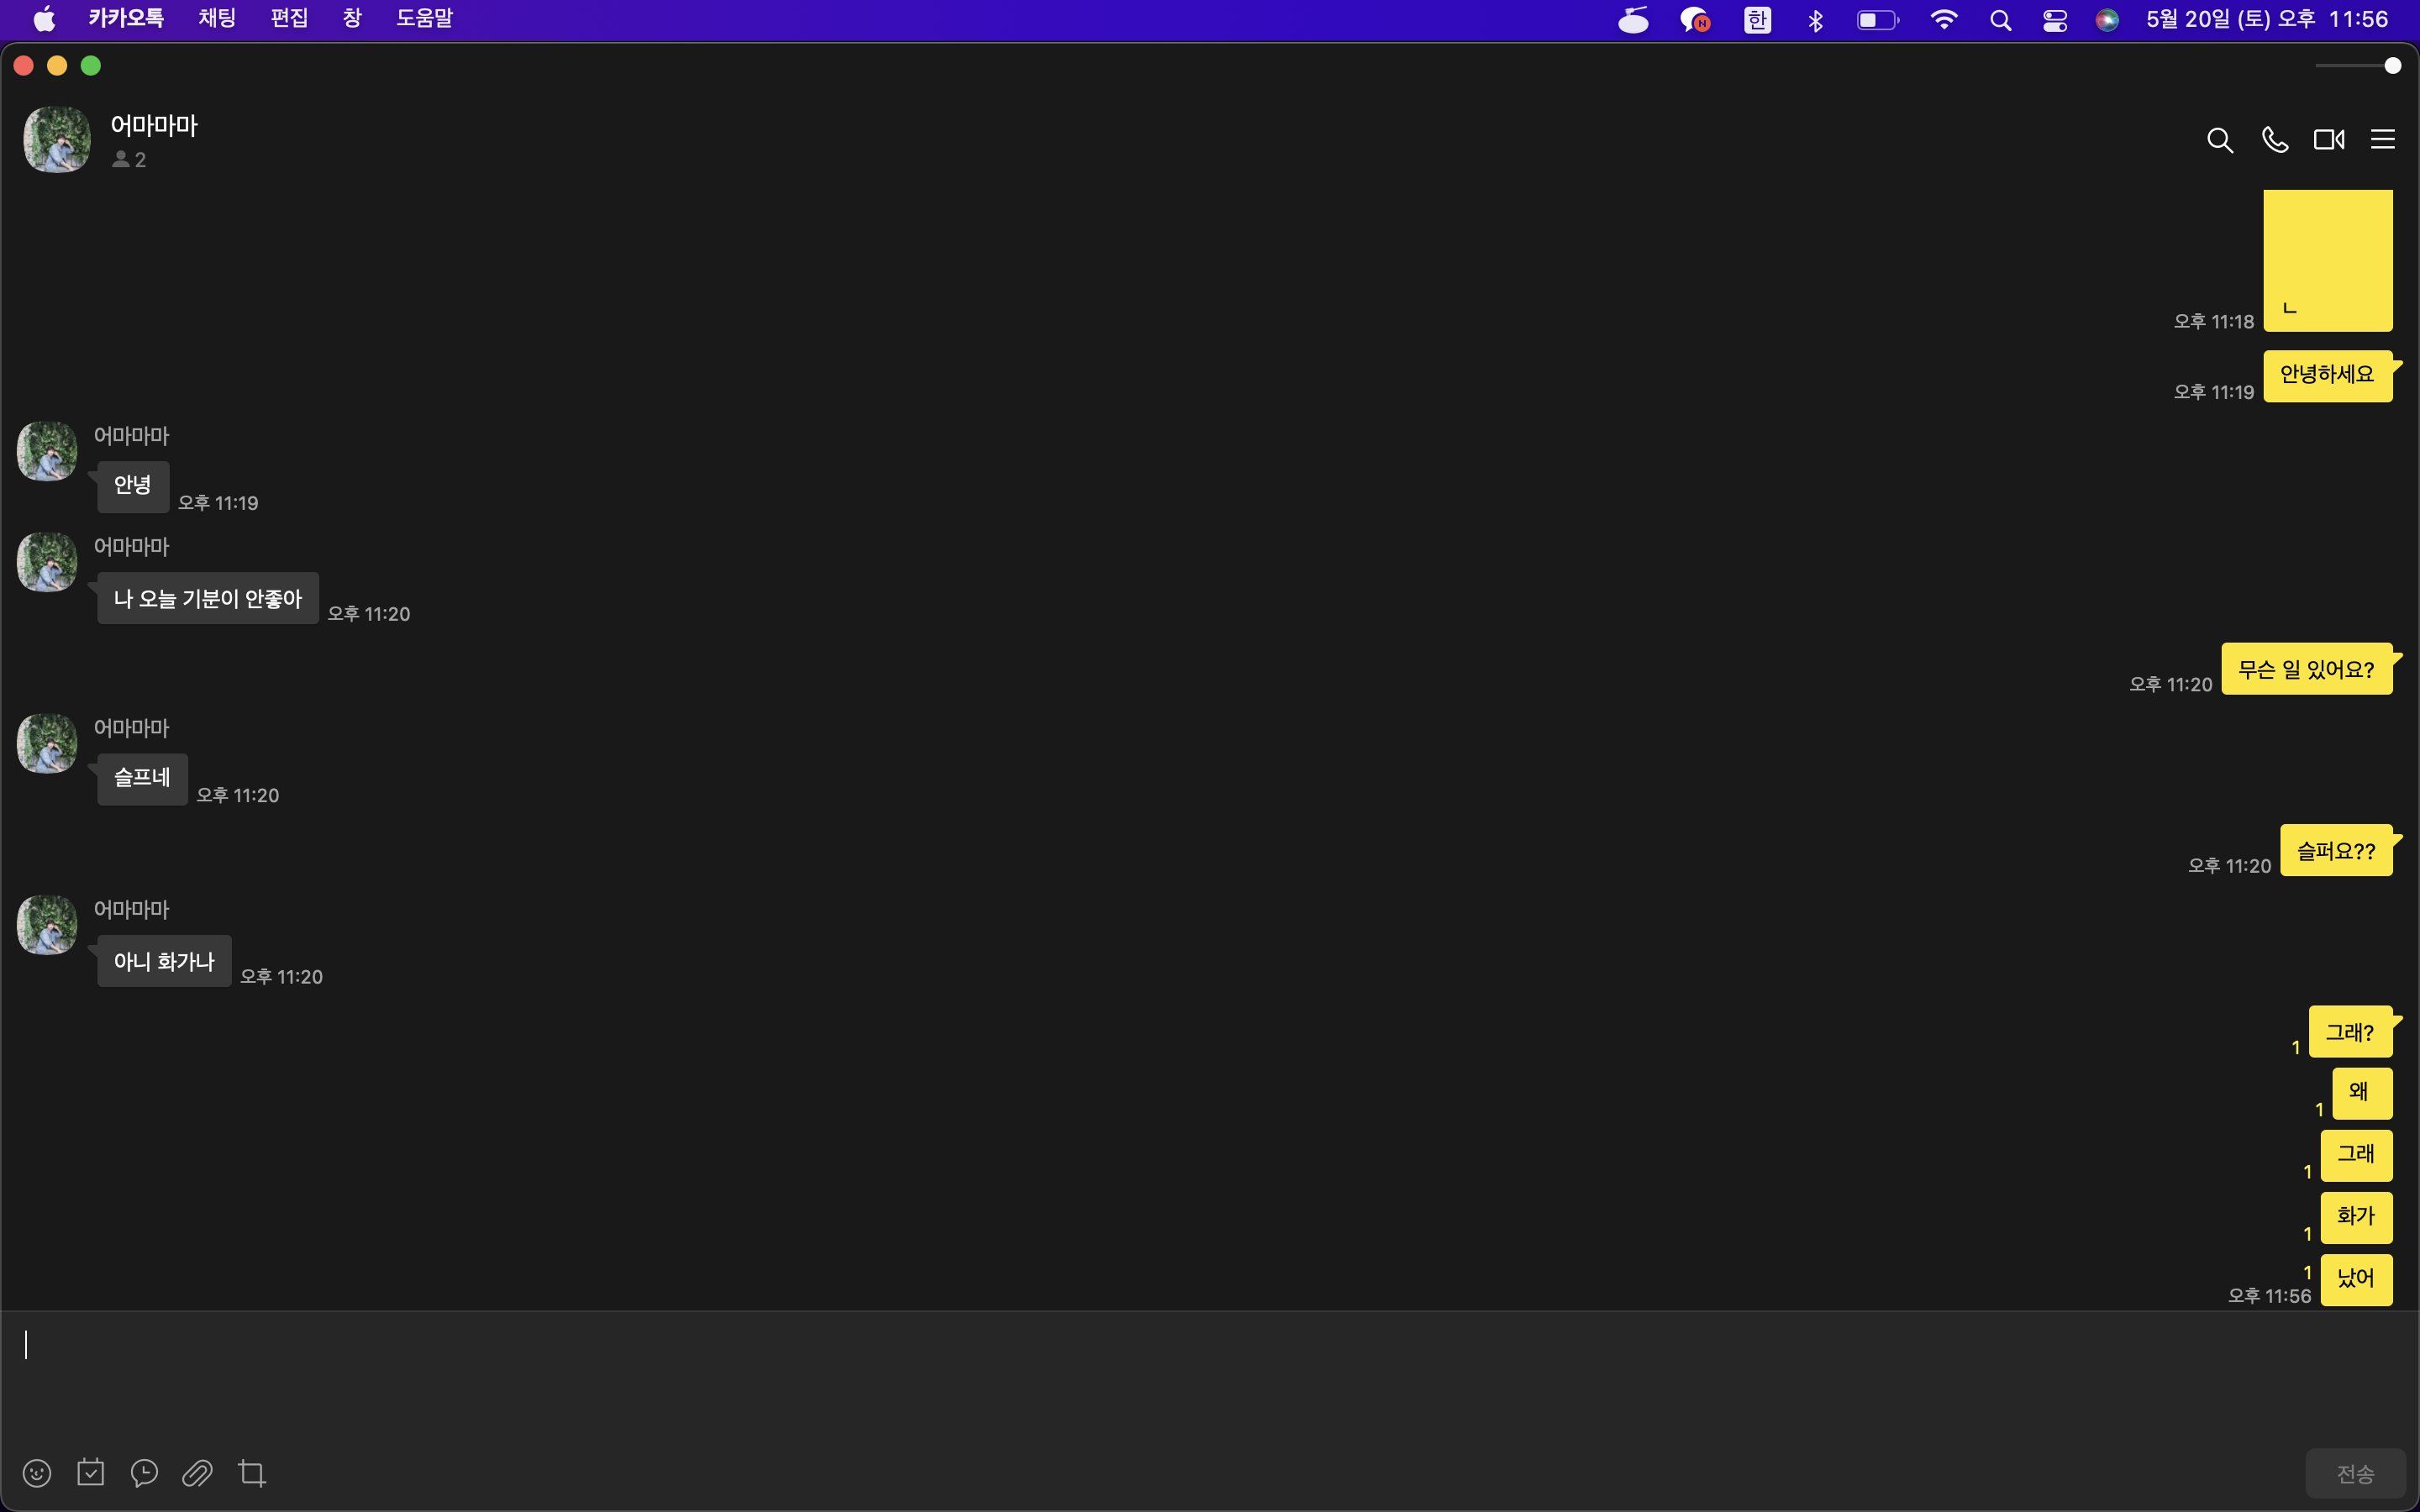 카카오톡 채팅 편집 창 도움말 한 5월 20일 (토) 오후 11:56
어마마마
2
ㄴ
오후 11:18
안녕하세요
오후 11:19
어마마마
안녕
오후 11:19
어마마마
나 오늘 기분이 안좋아
오후 11:20
무슨 일 있어요?
오후 11:20
어마마마
슬프네
오후 11:20
슬퍼요??
오후 11:20
어마마마
아니 화가나
오후 11:20
1 그래?
1 왜
1 그래
1 화가
1 났어
오후 11:56
전송